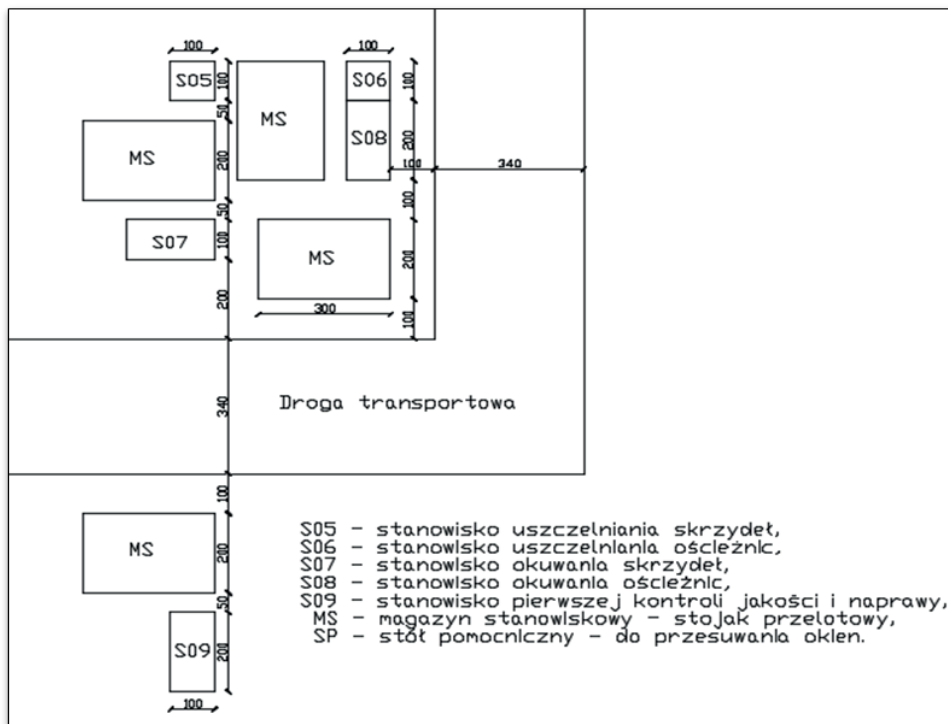 100
100
S05
100
S06
100
MS
50
S08
200
MS
200
100
340
50
100
S07
100
MS
200
200
300
100
340
Droga transportowa
100
MS
200
S05 - stanowisko uszczelniania skrzydeł,
S06 - stanowisko uszczelniania ościeżnic,
S07 - stanowisko okuwania skrzydeł,
S08 - stanowisko okuwania ościeżnic,
S09 - stanowisko pierwszej kontroli jakości i naprawy,
MS - magazyn stanowiskowy - stojak przelotowy,
SP - stół pomocniczy - do przesuwania okien.
50
S09
200
100